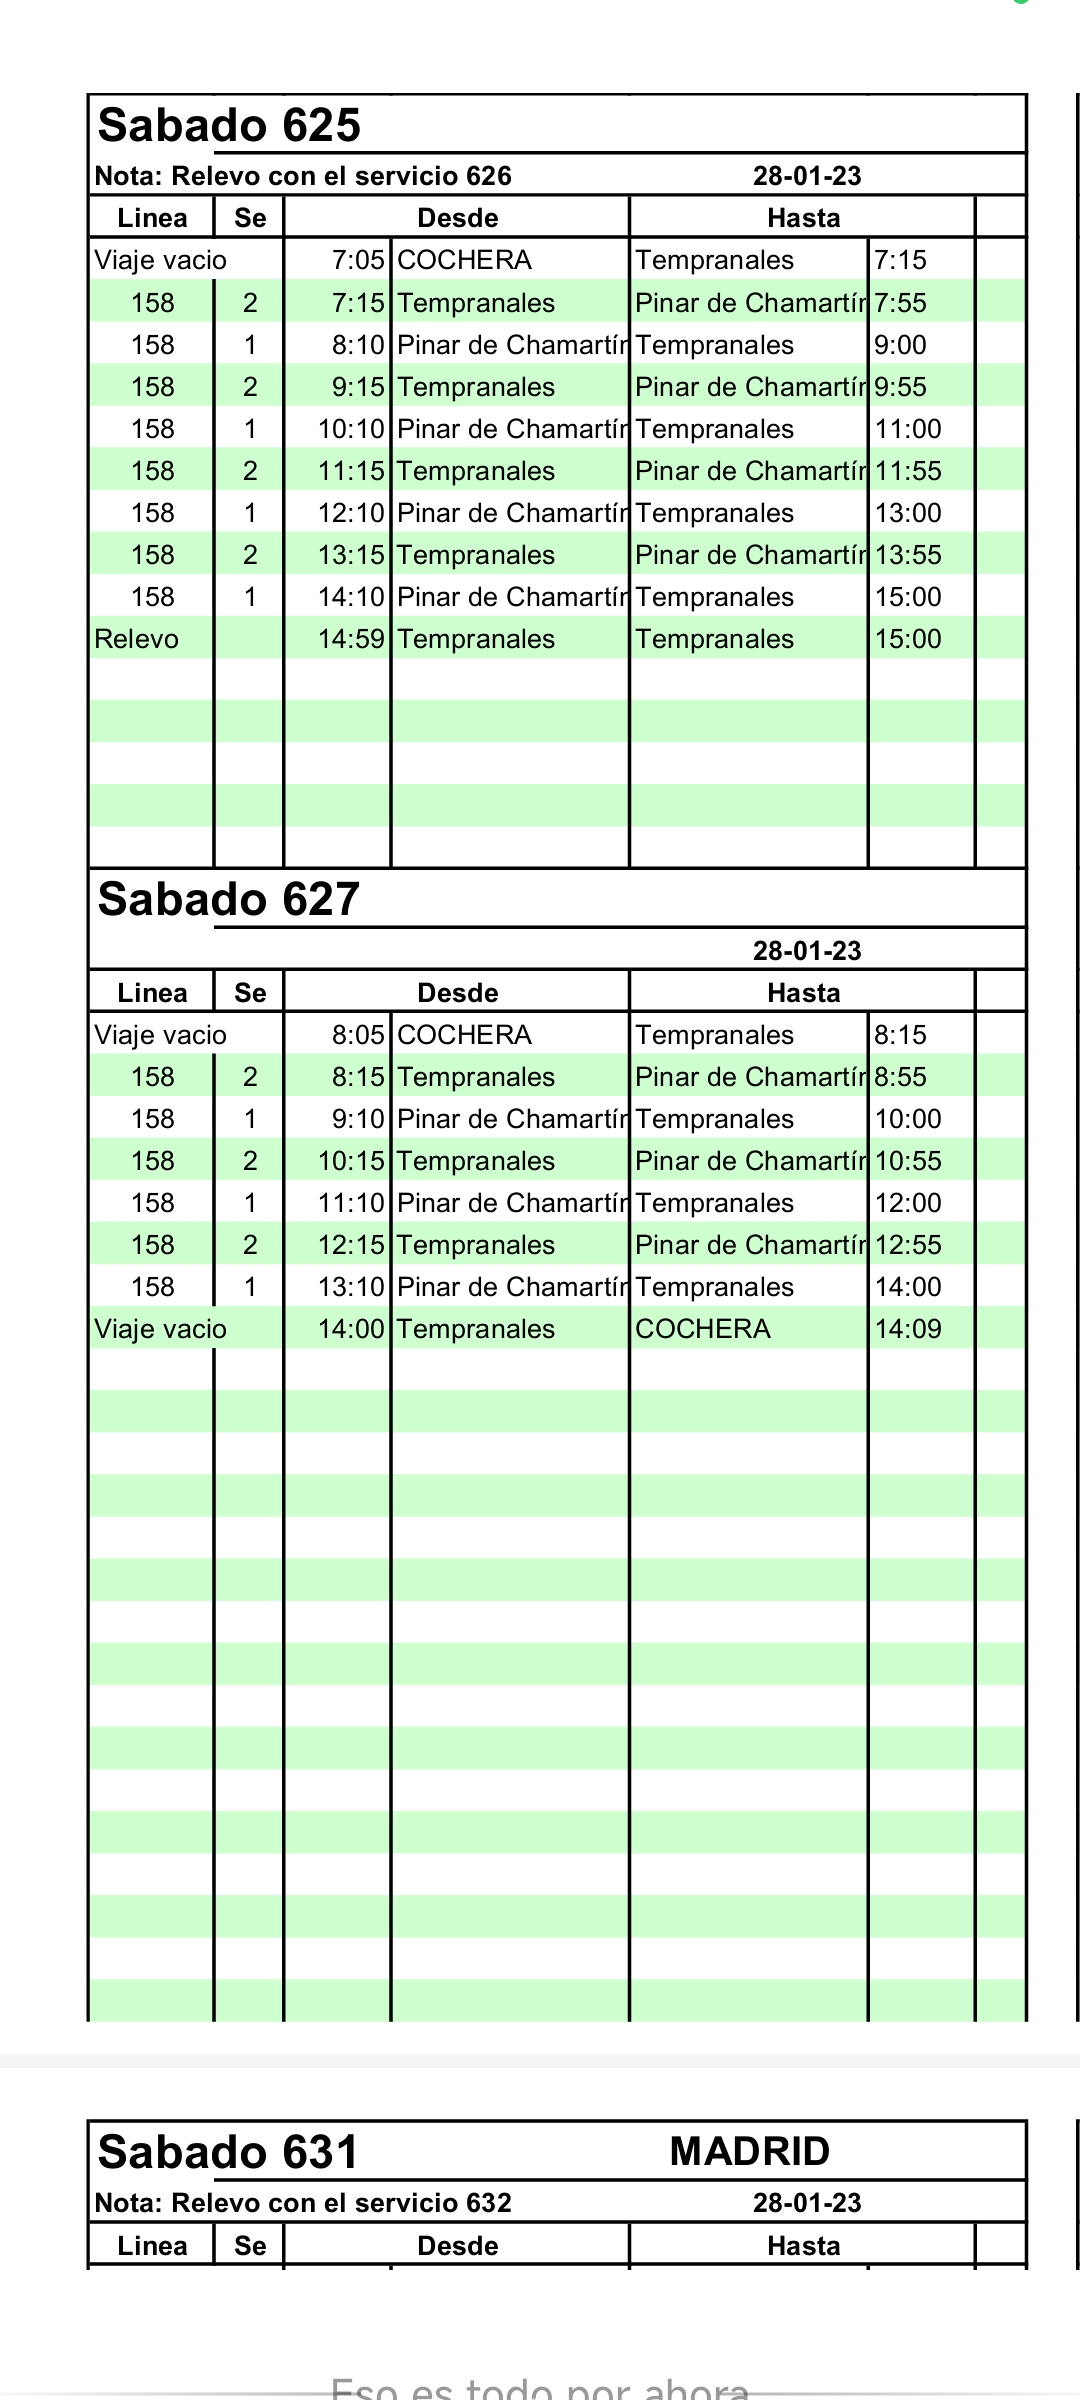 Sabado 625
Nota: Relevo con el servicio 626 28-01-23
Linea Se Desde Hasta
Viaje vacio 7:05 COCHERA Tempranales 7:15
158 2 7:15 Tempranales Pinar de Chamartín 7:55
158 1 8:10 Pinar de Chamartín Tempranales 9:00
158 2 9:15 Tempranales Pinar de Chamartín 9:55
158 1 10:10 Pinar de Chamartín Tempranales 11:00
158 2 11:15 Tempranales Pinar de Chamartín 11:55
158 1 12:10 Pinar de Chamartín Tempranales 13:00
158 2 13:15 Tempranales Pinar de Chamartín 13:55
158 1 14:10 Pinar de Chamartín Tempranales 15:00
Relevo 14:59 Tempranales Tempranales 15:00
Sabado 627
28-01-23
Linea Se Desde Hasta
Viaje vacio 8:05 COCHERA Tempranales 8:15
158 2 8:15 Tempranales Pinar de Chamartín 8:55
158 1 9:10 Pinar de Chamartín Tempranales 10:00
158 2 10:15 Tempranales Pinar de Chamartín 10:55
158 1 11:10 Pinar de Chamartín Tempranales 12:00
158 2 12:15 Tempranales Pinar de Chamartín 12:55
158 1 13:10 Pinar de Chamartín Tempranales 14:00
Viaje vacio 14:00 Tempranales COCHERA 14:09
Sabado 631 MADRID
Nota: Relevo con el servicio 632 28-01-23
Linea Se Desde Hasta
Eso es todo por ahora